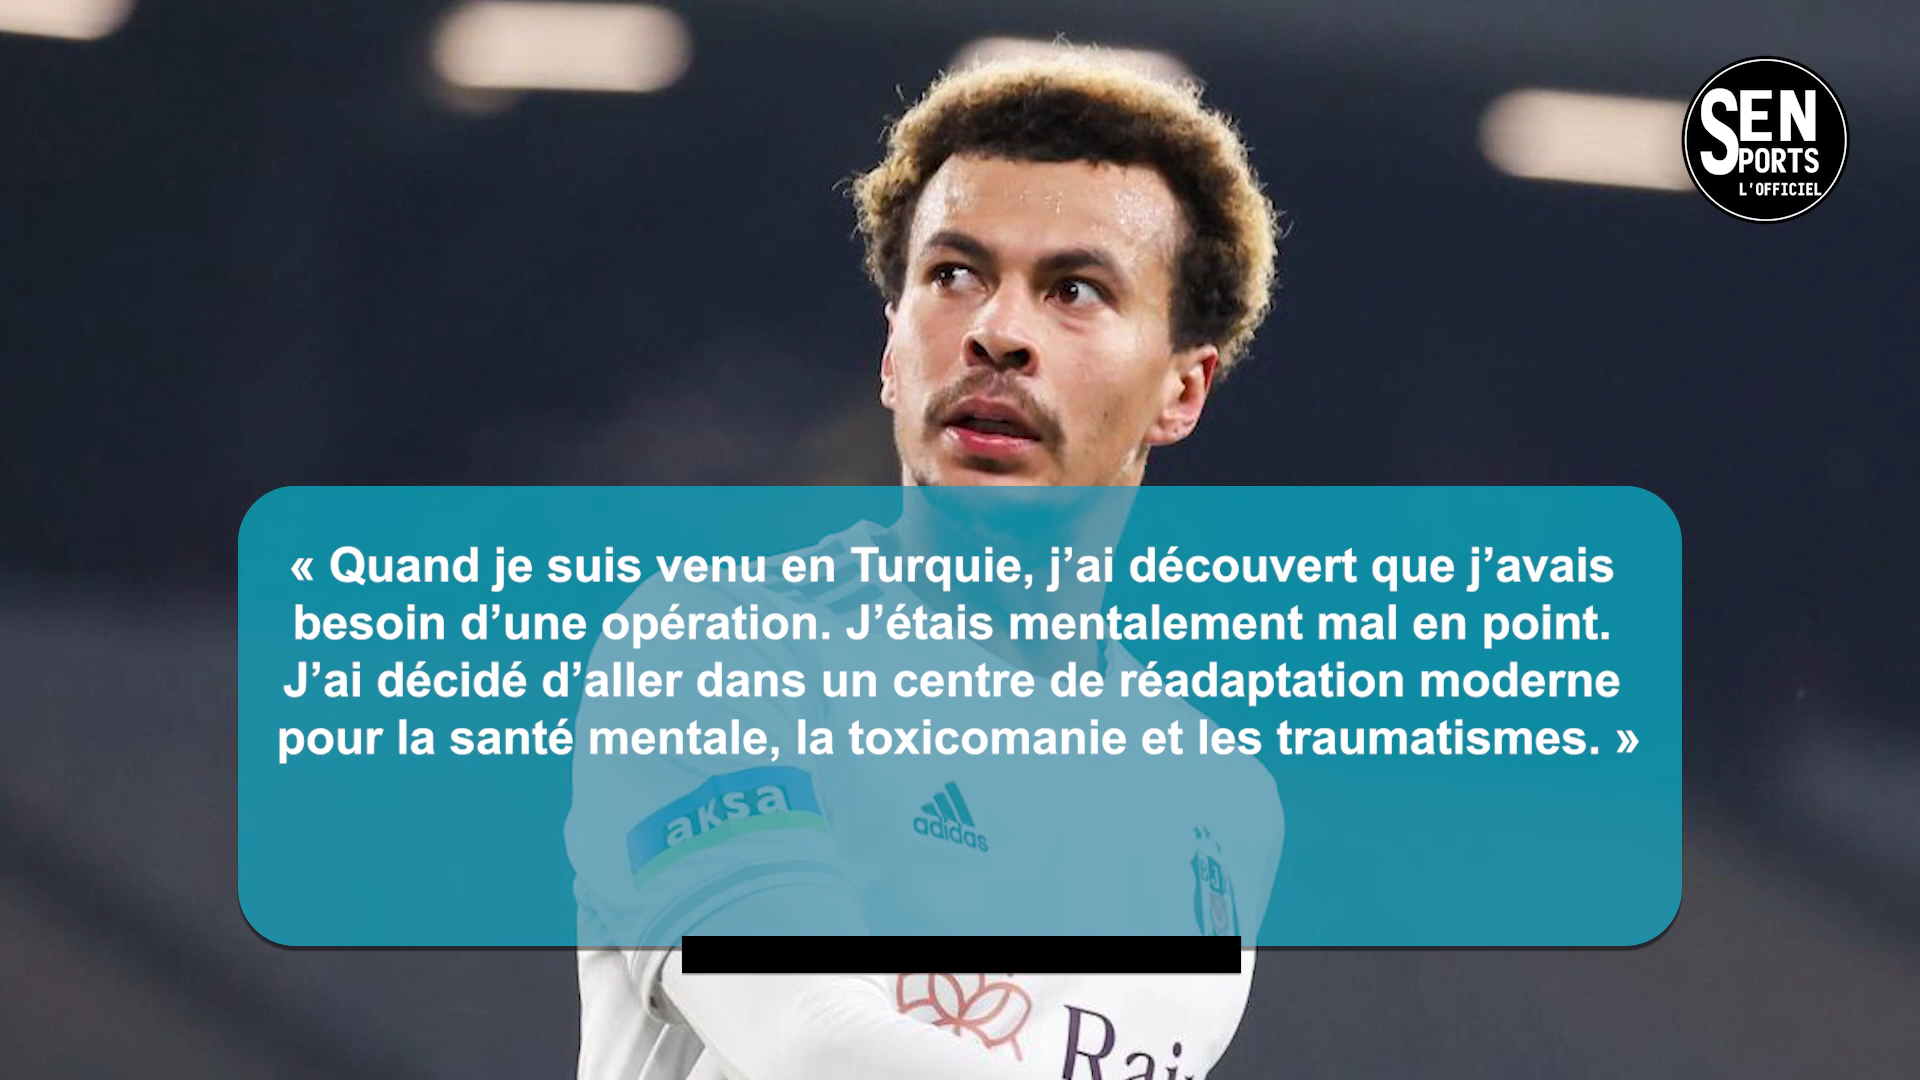 SEN
SPORTS
L'OFFICIEL
« Quand je suis venu en Turquie, j’ai découvert que j’avais
besoin d’une opération. J’étais mentalement mal en point.
J’ai décidé d’aller dans un centre de réadaptation moderne
pour la santé mentale, la toxicomanie et les traumatismes. »
aksa
adidas
BJK